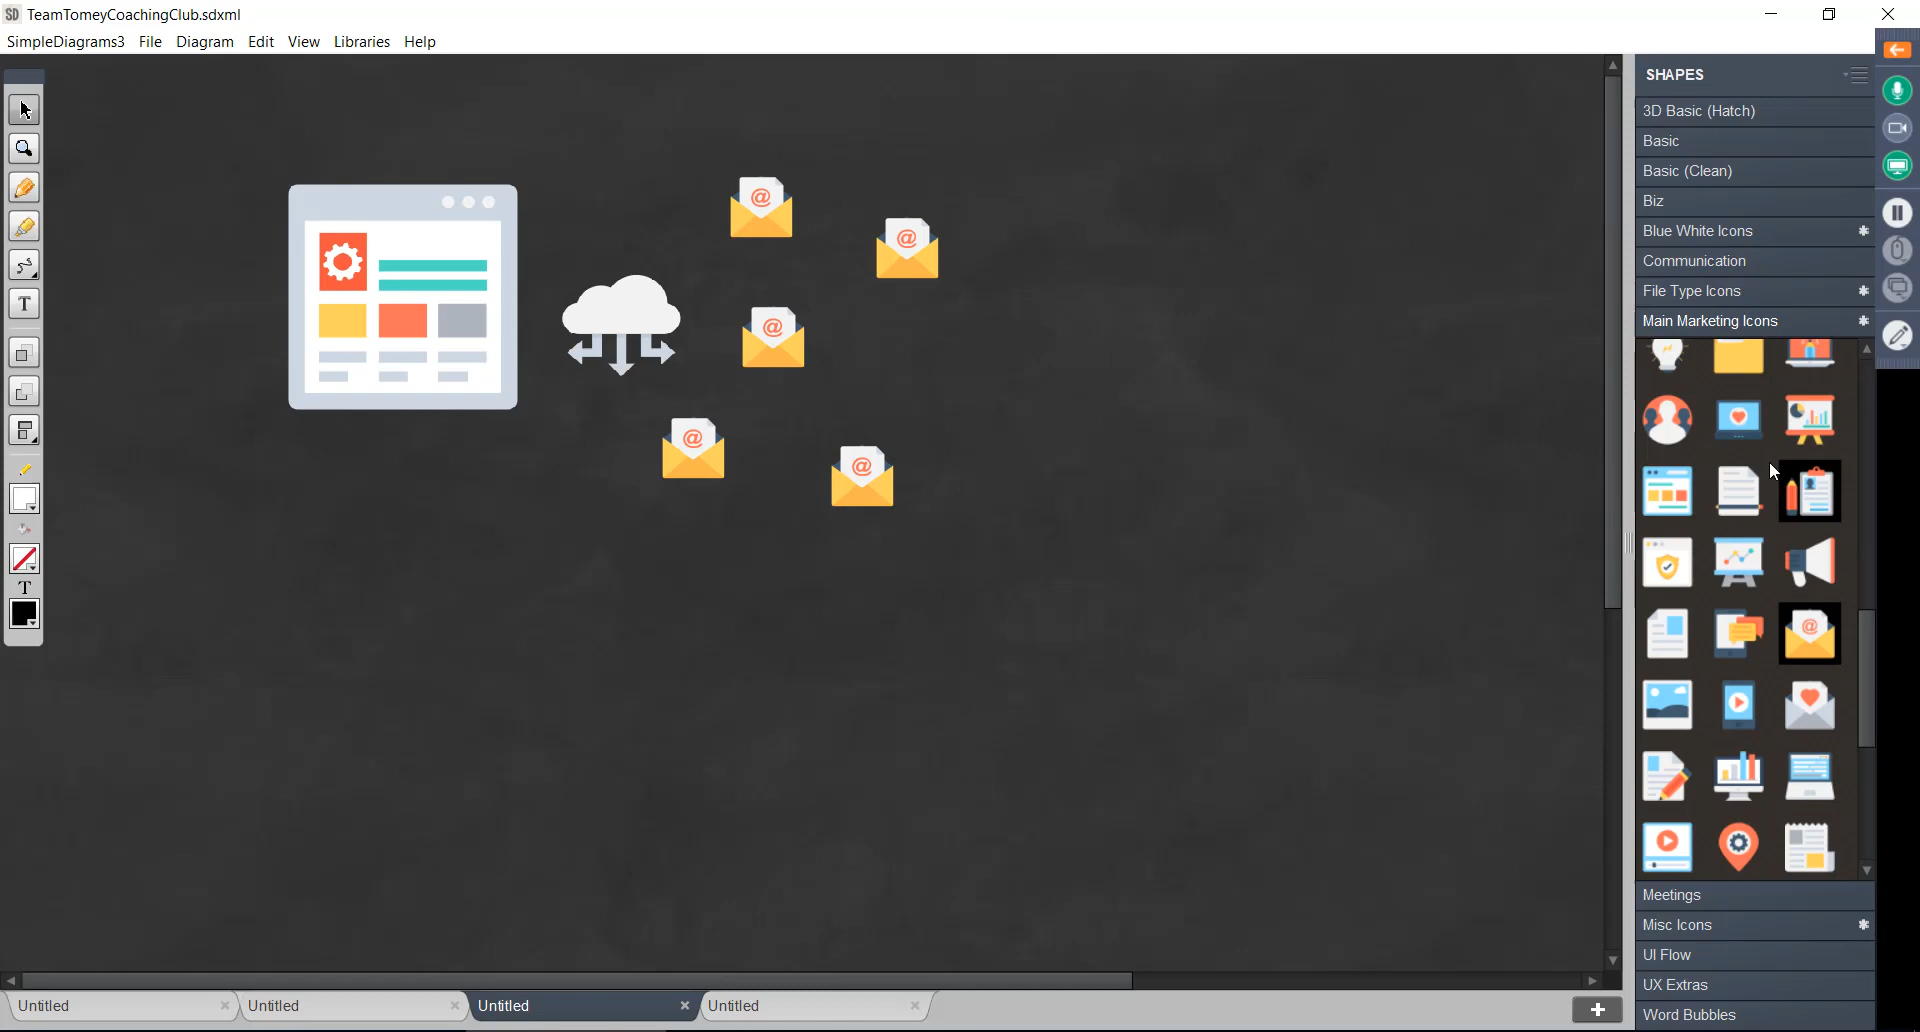 SD TeamTomeyCoachingClub.sdxml
SimpleDiagrams3 File Diagram Edit View Libraries Help
SHAPES
3D Basic (Hatch)
Basic
Basic (Clean)
Biz
Blue White Icons
Communication
File Type Icons
Main Marketing Icons
T
T
@
@
@
@
@
@
Meetings
Misc Icons
UI Flow
UX Extras
Word Bubbles
Untitled Untitled Untitled Untitled